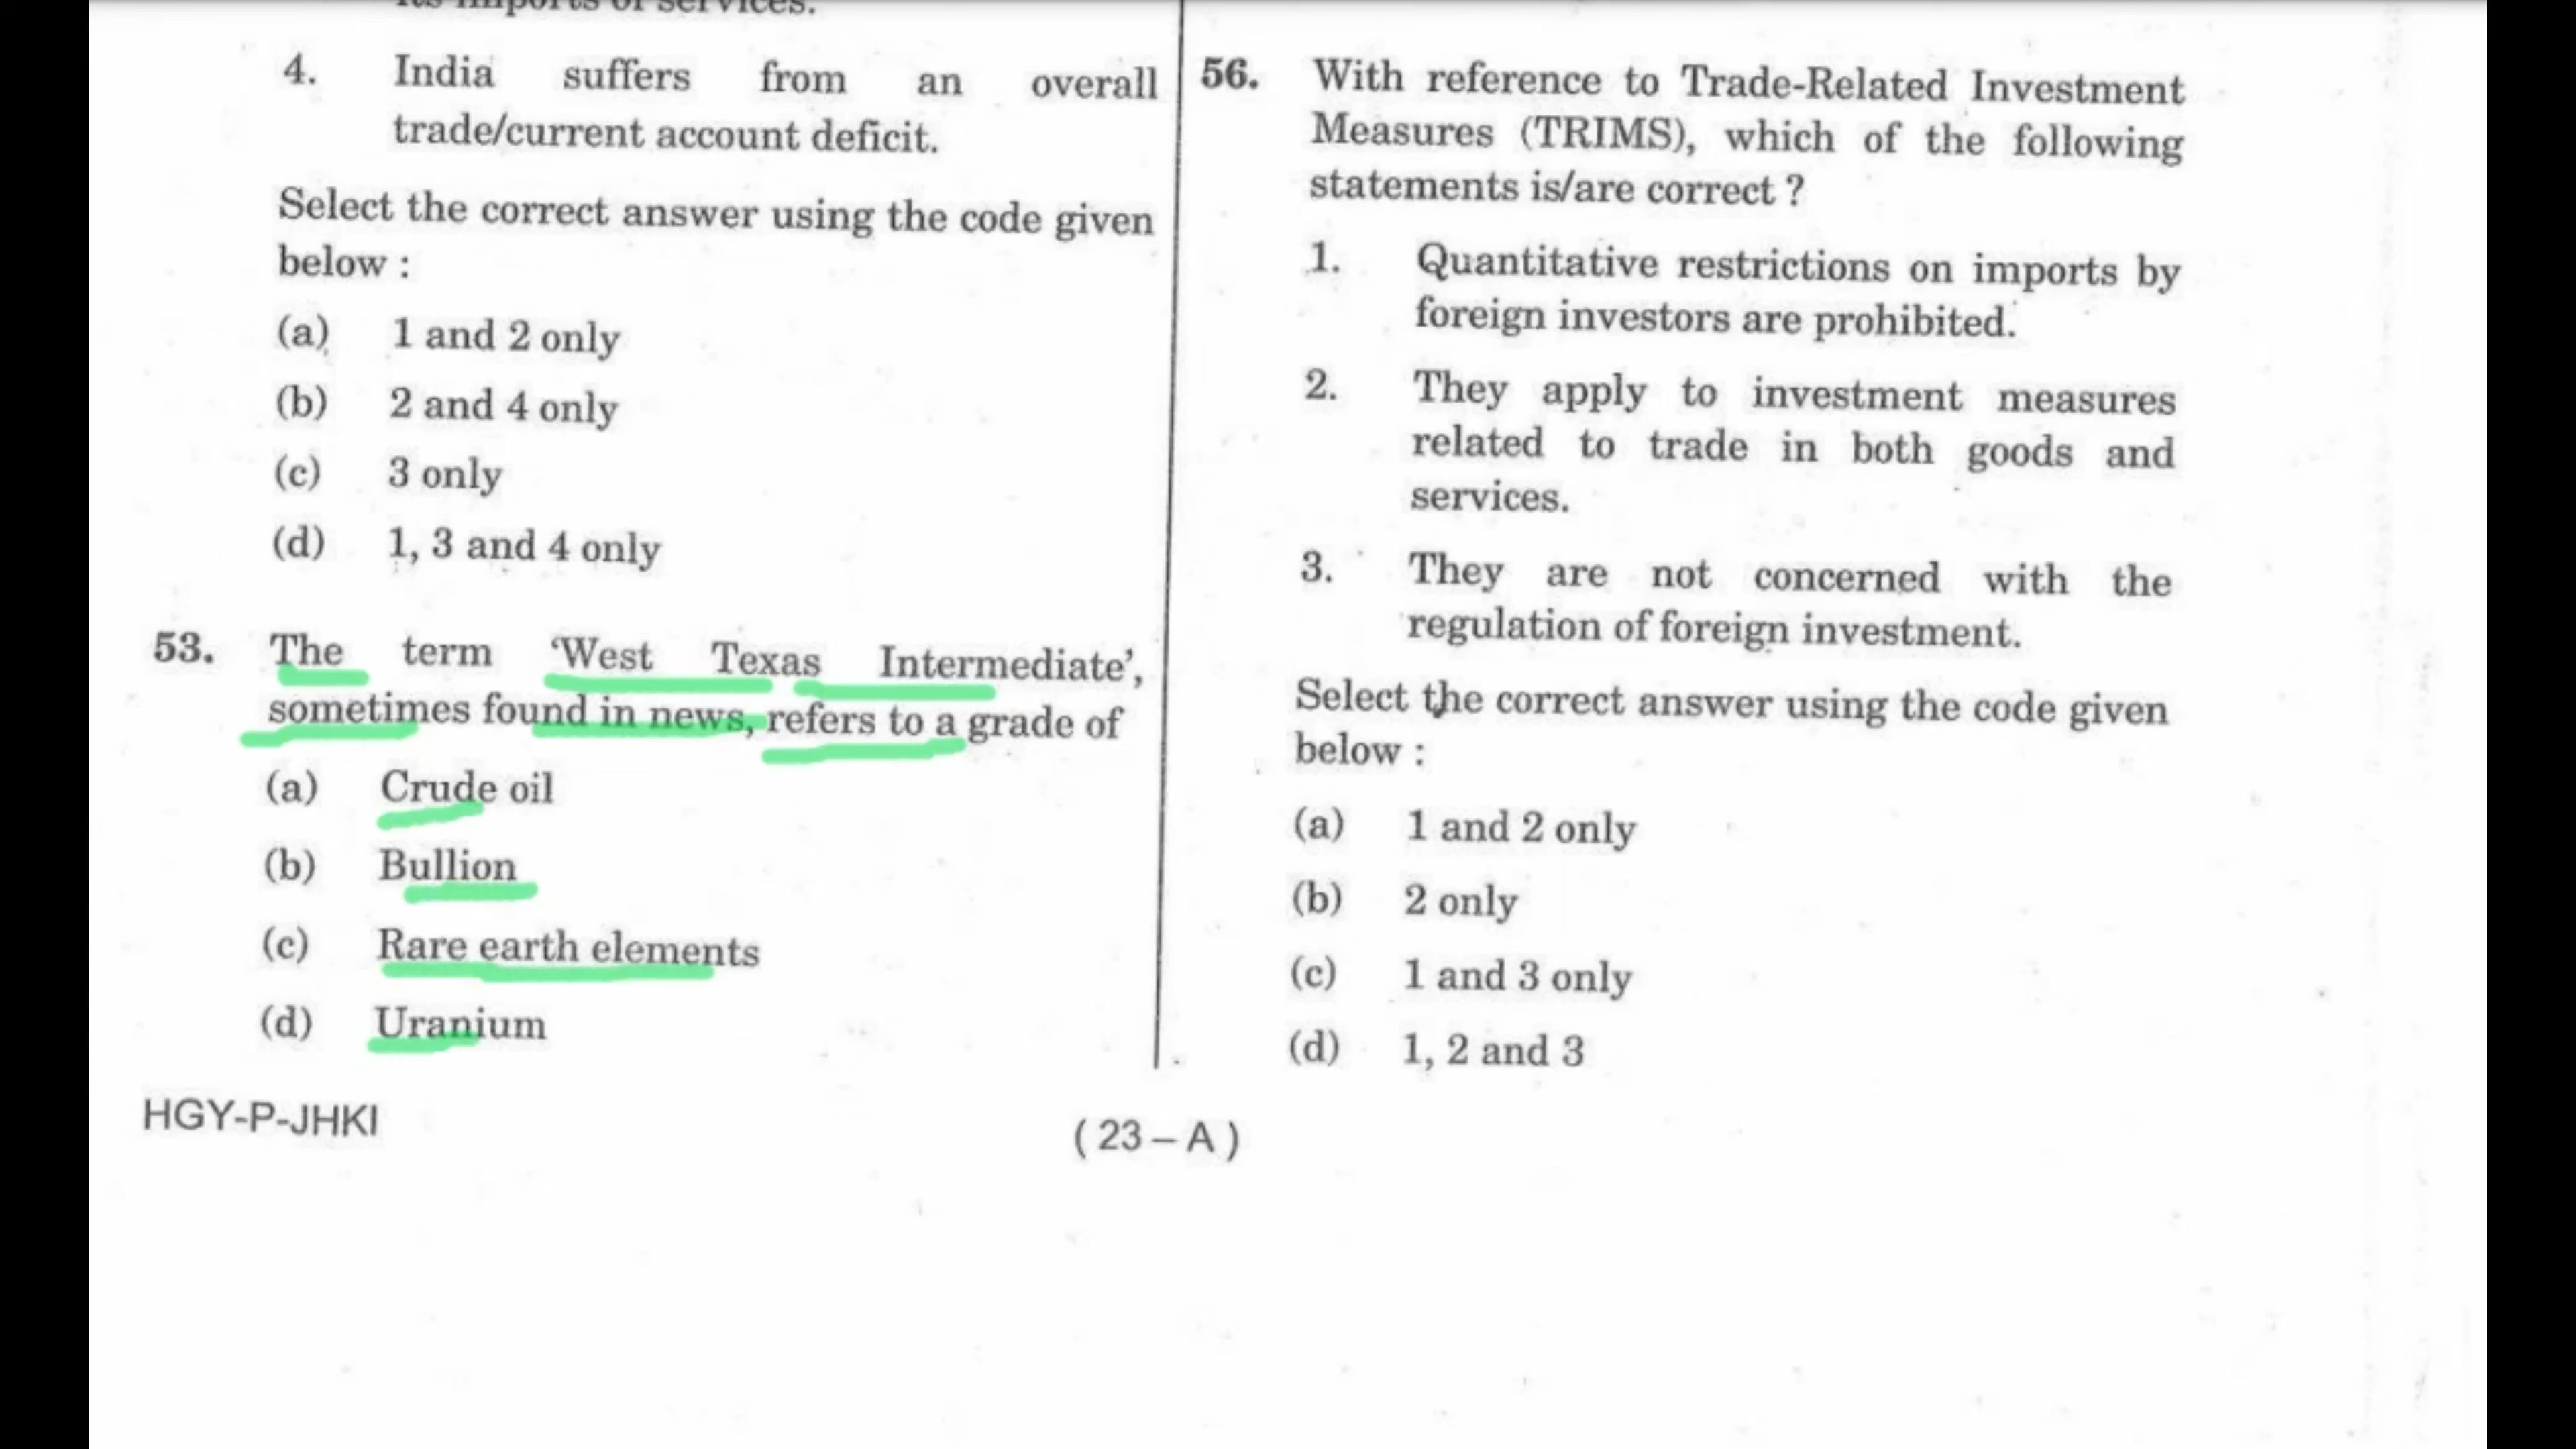 its imports of services.
4. India suffers from an overall
trade/current account deficit.
Select the correct answer using the code given
below :
(a) 1 and 2 only
(b) 2 and 4 only
(c) 3 only
(d) 1, 3 and 4 only
53. The term ‘West Texas Intermediate’,
sometimes found in news, refers to a grade of
(a) Crude oil
(b) Bullion
(c) Rare earth elements
(d) Uranium
56. With reference to Trade-Related Investment
Measures (TRIMS), which of the following
statements is/are correct ?
1. Quantitative restrictions on imports by
foreign investors are prohibited.
2. They apply to investment measures
related to trade in both goods and
services.
3. They are not concerned with the
regulation of foreign investment.
Select the correct answer using the code given
below :
(a) 1 and 2 only
(b) 2 only
(c) 1 and 3 only
(d) 1, 2 and 3
HGY-P-JHKI
( 23 – A )